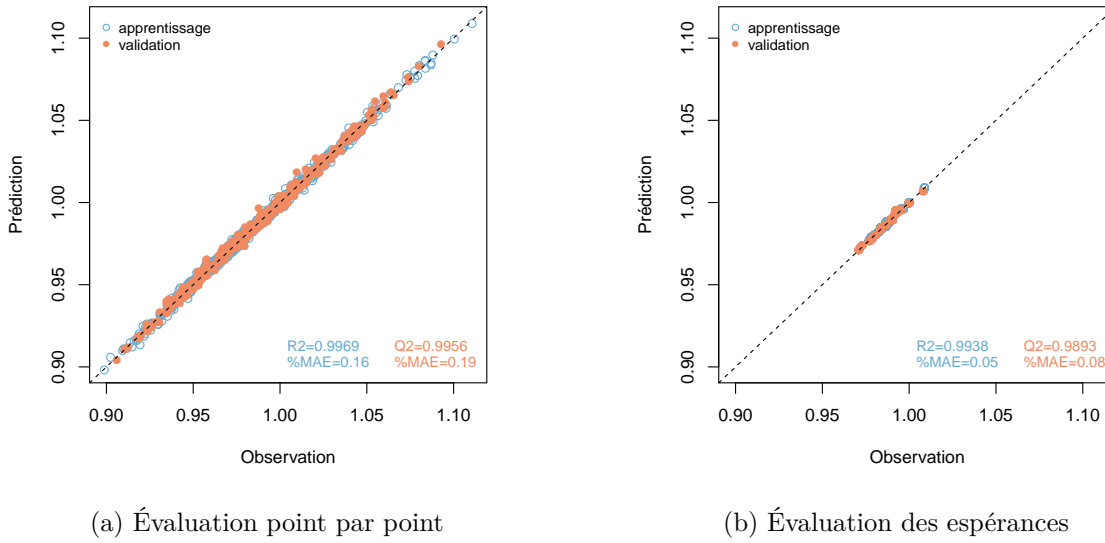 apprentissage
validation
R2=0.9969 Q2=0.9956
%MAE=0.16 %MAE=0.19
0.90 0.95 1.00 1.05 1.10
0.90 0.95 1.00 1.05 1.10
Observation
Prédiction
(a) Évaluation point par point
apprentissage
validation
R2=0.9938 Q2=0.9893
%MAE=0.05 %MAE=0.08
0.90 0.95 1.00 1.05 1.10
0.90 0.95 1.00 1.05 1.10
Observation
Prédiction
(b) Évaluation des espérances